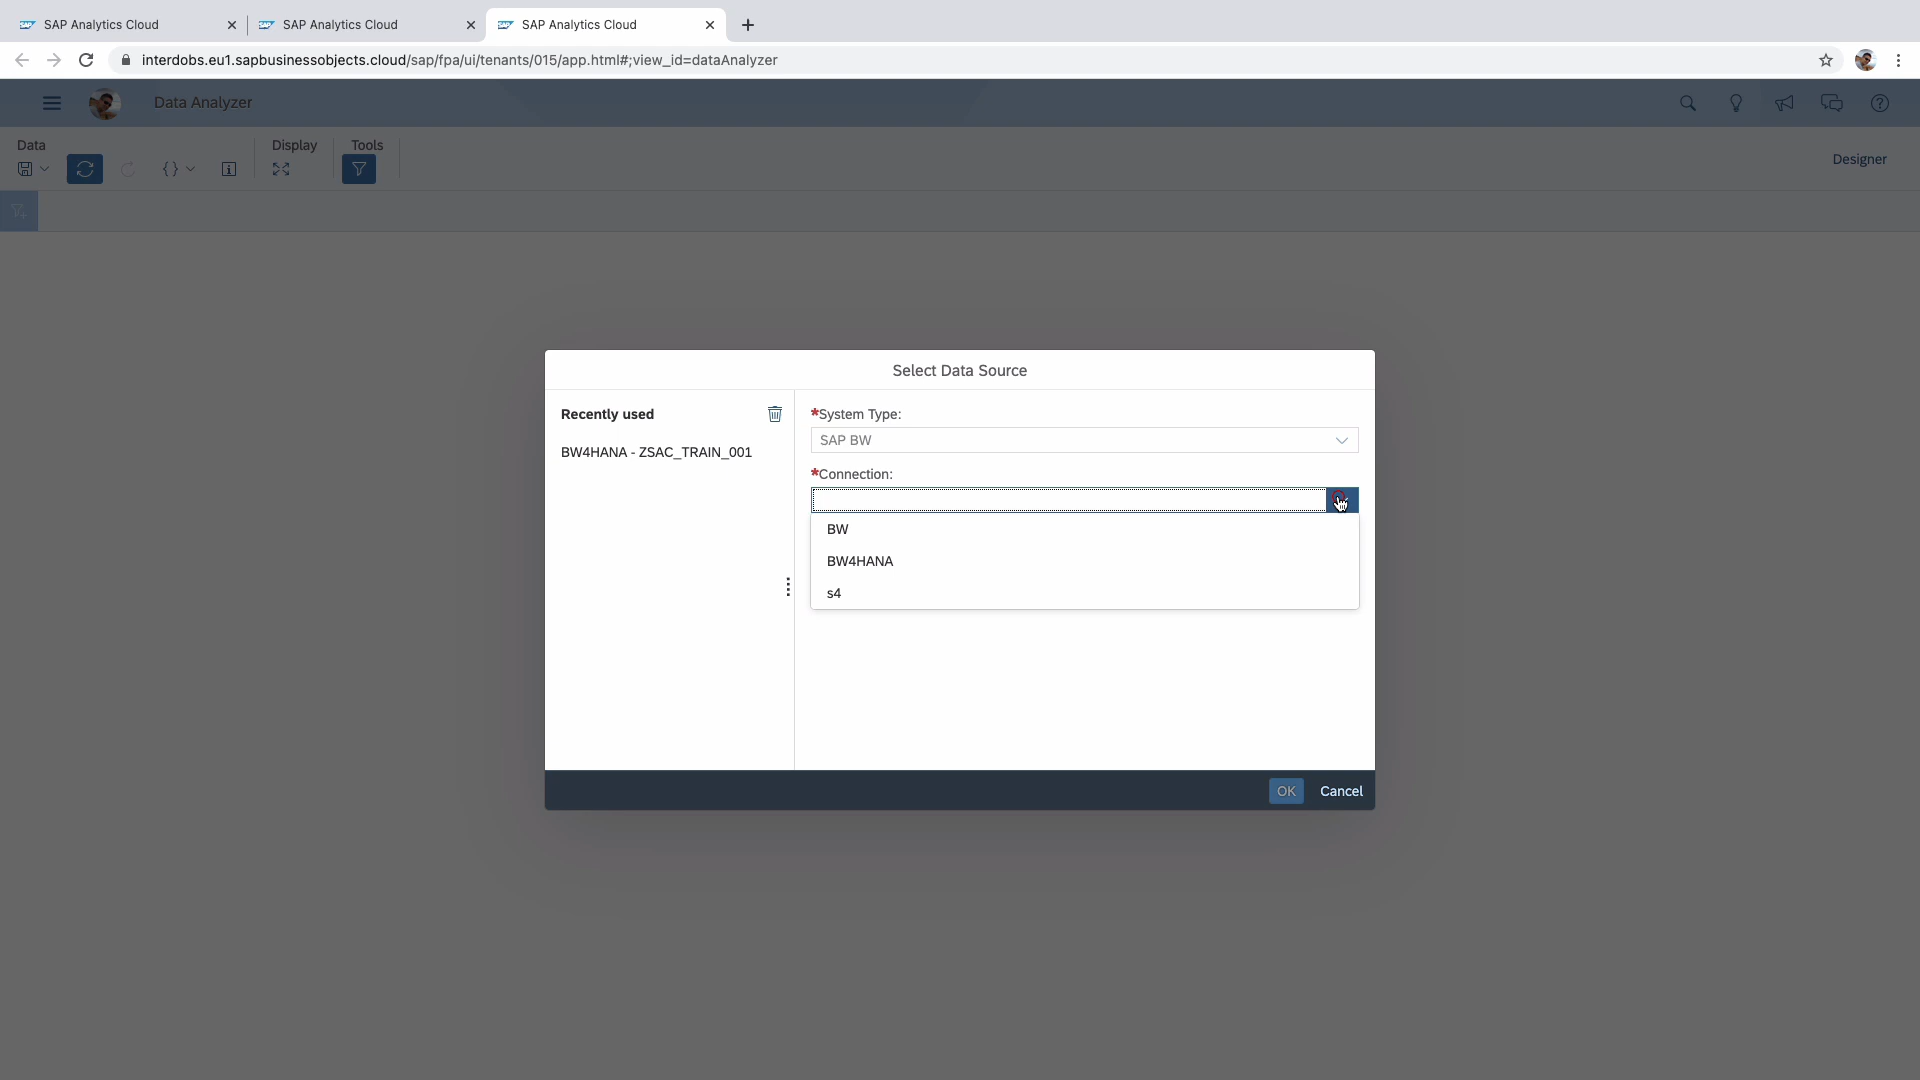 SAP Analytics Cloud
SAP Analytics Cloud
SAP Analytics Cloud
interdobs.eu1.sapbusinessobjects.cloud/sap/fpa/ui/tenants/015/app.html#;view_id=dataAnalyzer
Data Analyzer
Data
Display
Tools
Designer
Select Data Source
Recently used
BW4HANA - ZSAC_TRAIN_001
*System Type:
SAP BW
*Connection:
BW
BW4HANA
s4
OK
Cancel